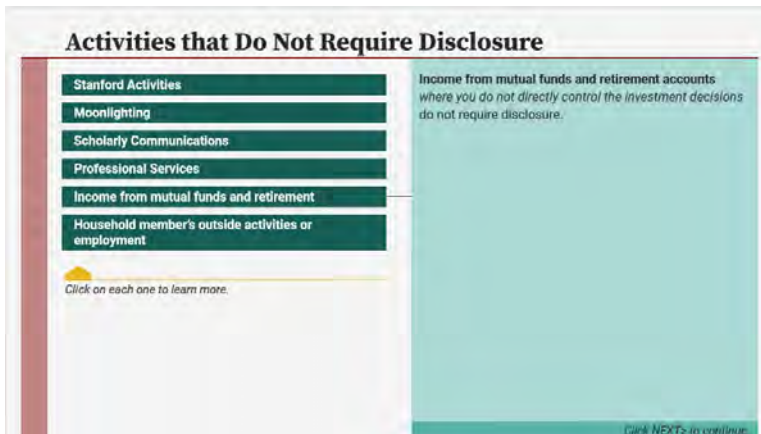 Activities that Do Not Require Disclosure
Stanford Activities
Moonlighting
Scholarly Communications
Professional Services
Income from mutual funds and retirement
Household member's outside activities or
employment
Click on each one to learn more.
Income from mutual funds and retirement accounts
where you do not directly control the investment decisions
do not require disclosure.
Click NEXT> to continue.